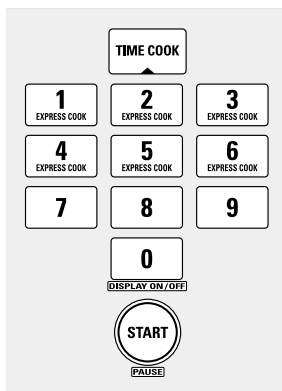 TIME COOK
1 2 3
EXPRESS COOK EXPRESS COOK EXPRESS COOK
4 5 6
EXPRESS COOK EXPRESS COOK EXPRESS COOK
7 8 9
0
DISPLAY ON/OFF
START
PAUSE